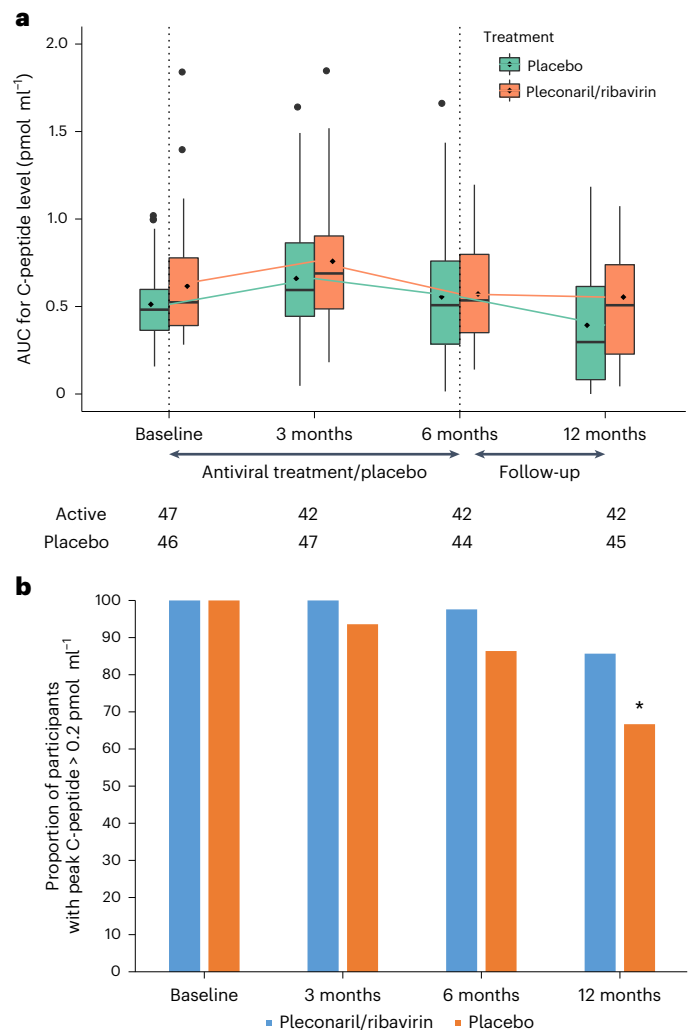 a
AUC for C-peptide level (pmol ml⁻¹)
2.0
1.5
1.0
0.5
0
Treatment
Placebo
Pleconaril/ribavirin
Baseline 3 months 6 months 12 months
Antiviral treatment/placebo Follow-up
Active 47 42 42 42
Placebo 46 47 44 45
b
Proportion of participants
with peak C-peptide > 0.2 pmol ml⁻¹
100
90
80
70
60
50
40
30
20
10
0
*
Baseline 3 months 6 months 12 months
Pleconaril/ribavirin Placebo